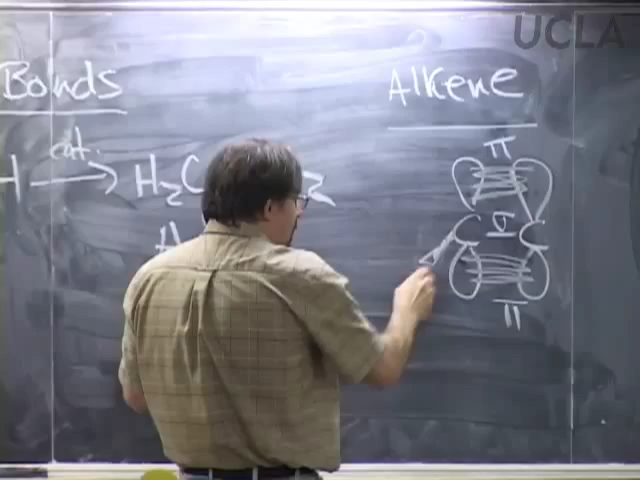 UCLA
Bonds
Alkene
cat.
H → H₂C
π
C σ C
π